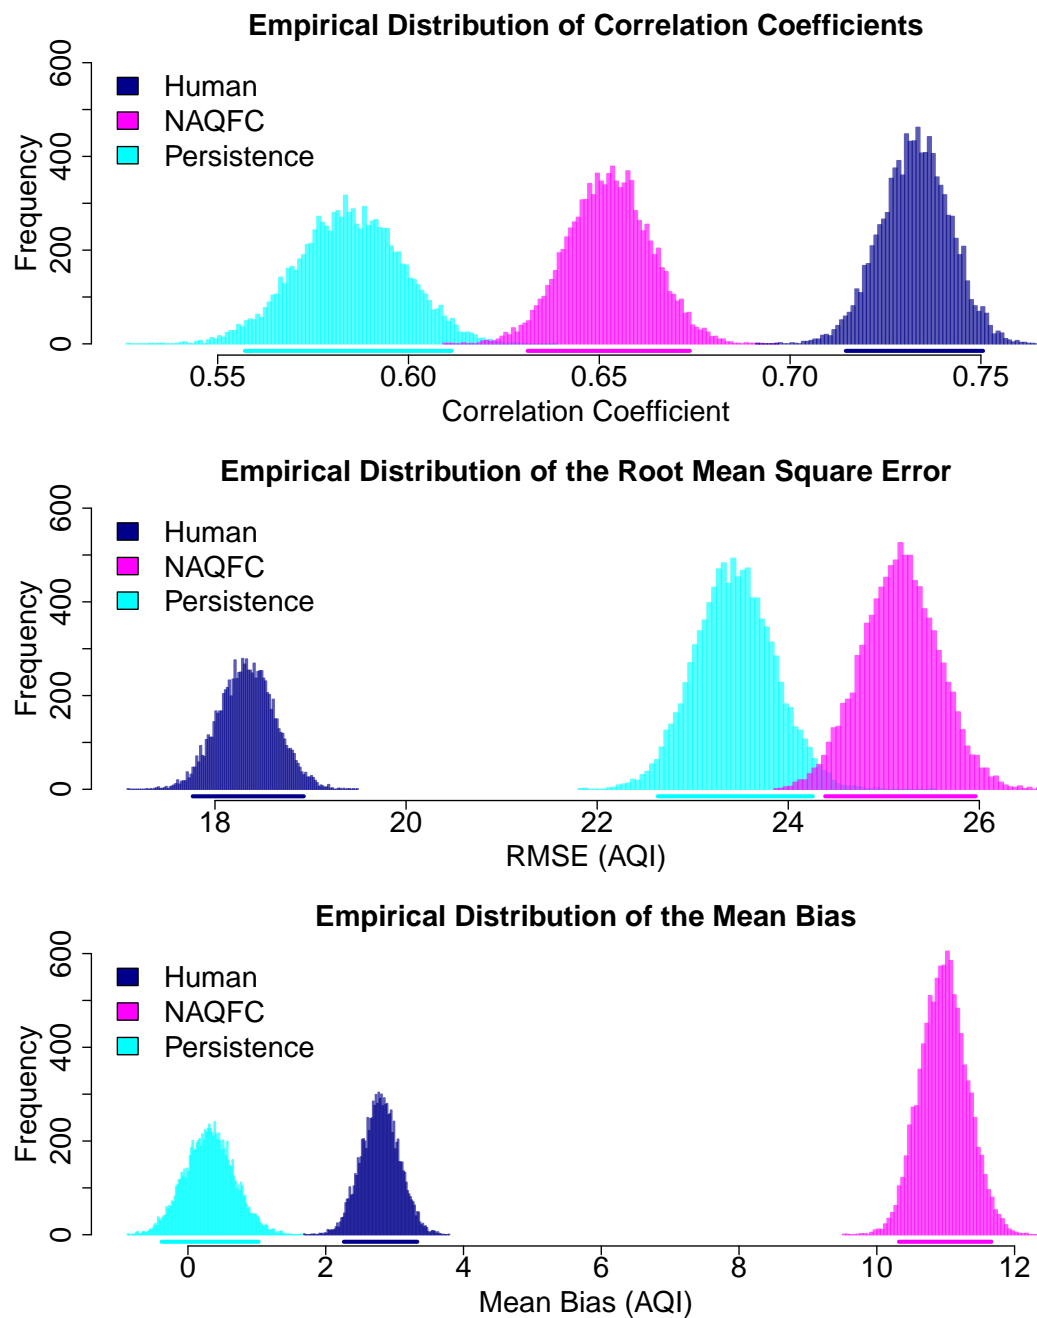 Empirical Distribution of Correlation Coefficients
600
400
200
0
Frequency
Human
NAQFC
Persistence
0.55 0.60 0.65 0.70 0.75
Correlation Coefficient
Empirical Distribution of the Root Mean Square Error
600
400
200
0
Frequency
Human
NAQFC
Persistence
18 20 22 24 26
RMSE (AQI)
Empirical Distribution of the Mean Bias
600
400
200
0
Frequency
Human
NAQFC
Persistence
0 2 4 6 8 10 12
Mean Bias (AQI)